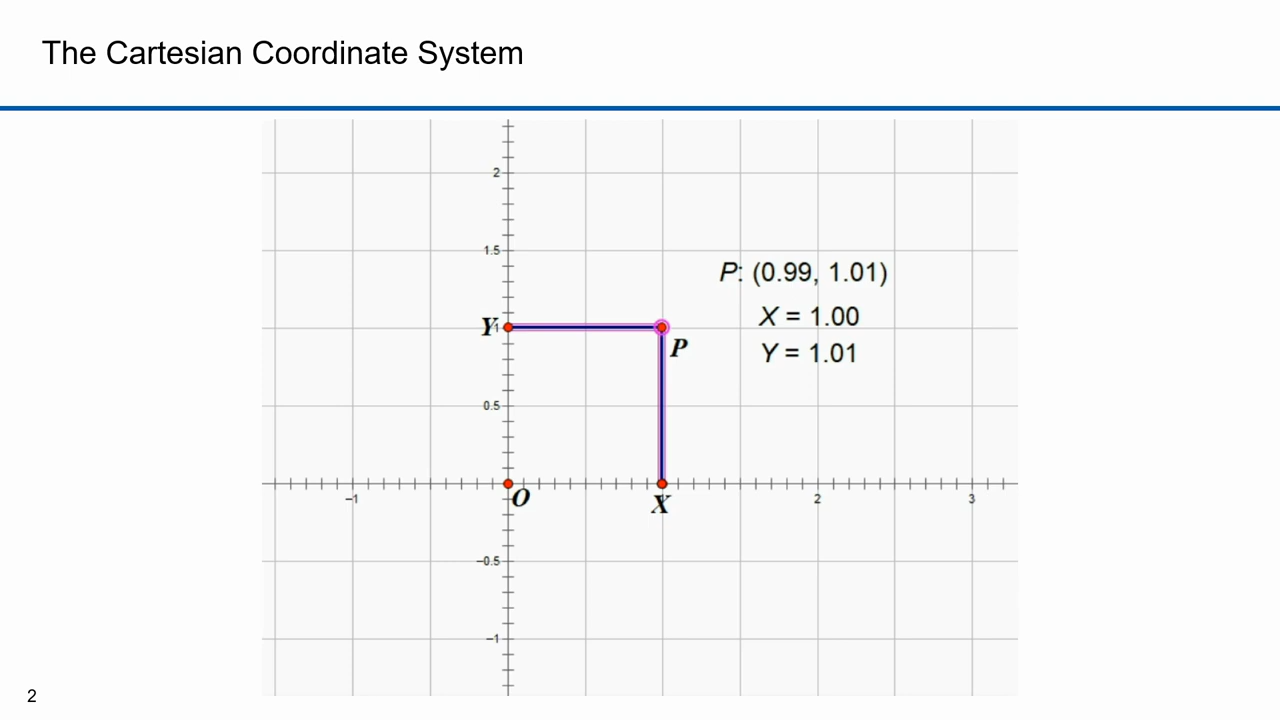 The Cartesian Coordinate System
2
1.5
P: (0.99, 1.01)
X = 1.00
Y 1
P
Y = 1.01
0.5
O
X
−1
2
3
−0.5
−1
2